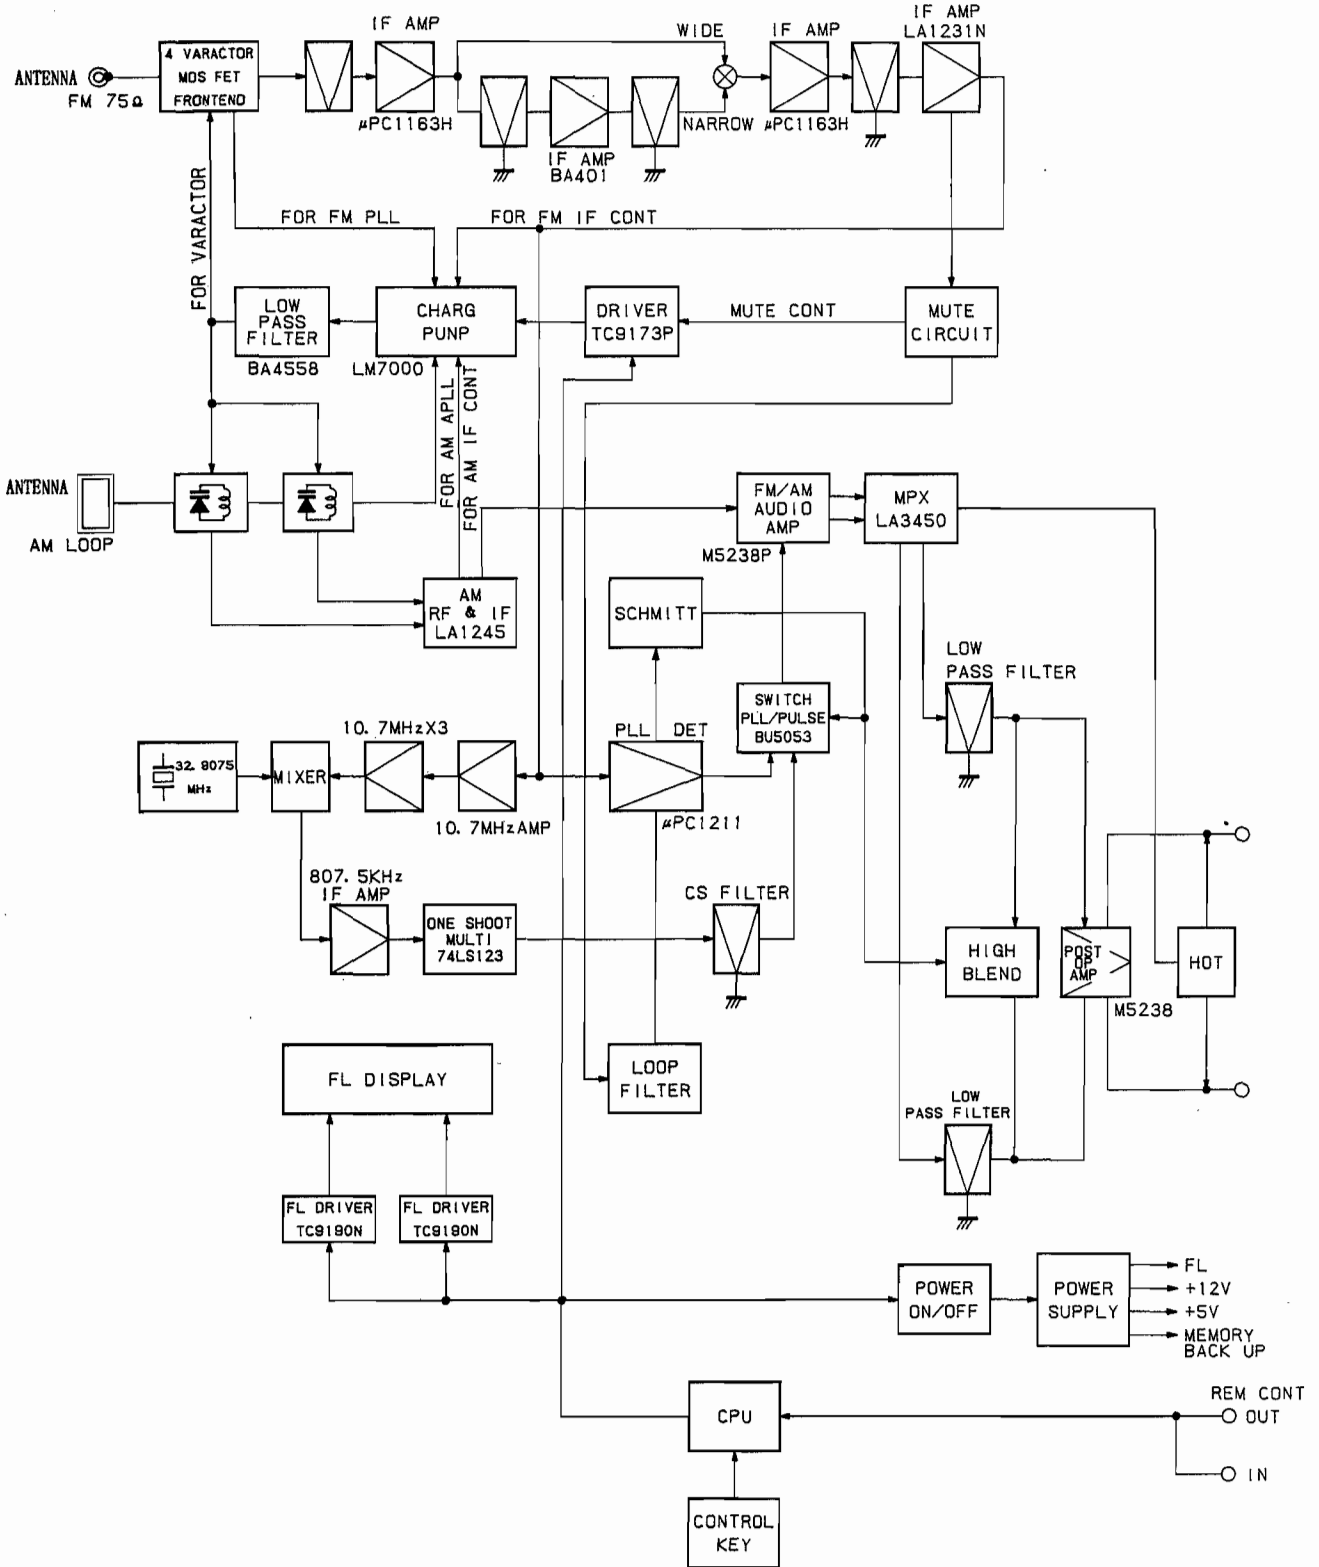 IF AMP
LA1231N
IF AMP
WIDE
IF AMP
4 VARACTOR
MOS FET
FRONTEND
ANTENNA
FM 75Ω
μPC1163H
NARROW
μPC1163H
IF AMP
BA401
FOR VARACTOR
FOR FM PLL
FOR FM IF CONT
LOW
PASS
FILTER
BA4558
CHARG
PUNP
LM7000
DRIVER
TC9173P
MUTE CONT
MUTE
CIRCUIT
FOR AM APLL
FOR AM IF CONT
ANTENNA
AM LOOP
FM/AM
AUDIO
AMP
M5238P
MPX
LA3450
AM
RF & IF
LA1245
SCHMITT
LOW
PASS FILTER
SWITCH
PLL/PULSE
BU5053
10.7MHzX3
PLL DET
32.9075
MHz
MIXER
10.7MHzAMP
μPC1211
807.5KHz
IF AMP
ONE SHOOT
MULTI
74LS123
CS FILTER
HIGH
BLEND
POST
OP
AMP
M5238
HOT
FL DISPLAY
LOOP
FILTER
LOW
PASS FILTER
FL DRIVER
TC9190N
FL DRIVER
TC9190N
POWER
ON/OFF
POWER
SUPPLY
FL
+12V
+5V
MEMORY
BACK UP
CPU
REM CONT
OUT
IN
CONTROL
KEY